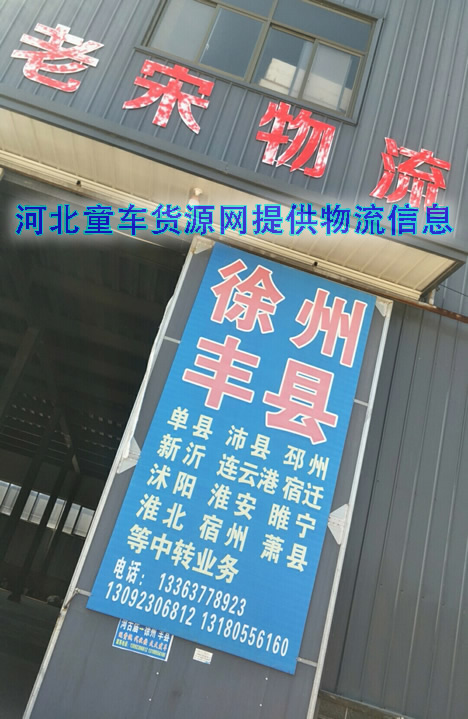 老宋物流
河北童车货源网提供物流信息
徐州
丰县
单县 沛县 邳州
新沂 连云港 宿迁
沭阳 淮安 睢宁
淮北 宿州 萧县
等中转业务
电话: 13363778923
13092306812 13180556160